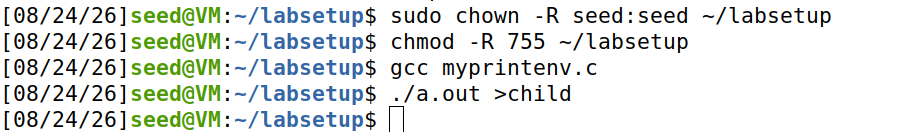 [08/24/26]seed@VM:~/labsetup$ sudo chown -R seed:seed ~/labsetup
[08/24/26]seed@VM:~/labsetup$ chmod -R 755 ~/labsetup
[08/24/26]seed@VM:~/labsetup$ gcc myprintenv.c
[08/24/26]seed@VM:~/labsetup$ ./a.out >child
[08/24/26]seed@VM:~/labsetup$